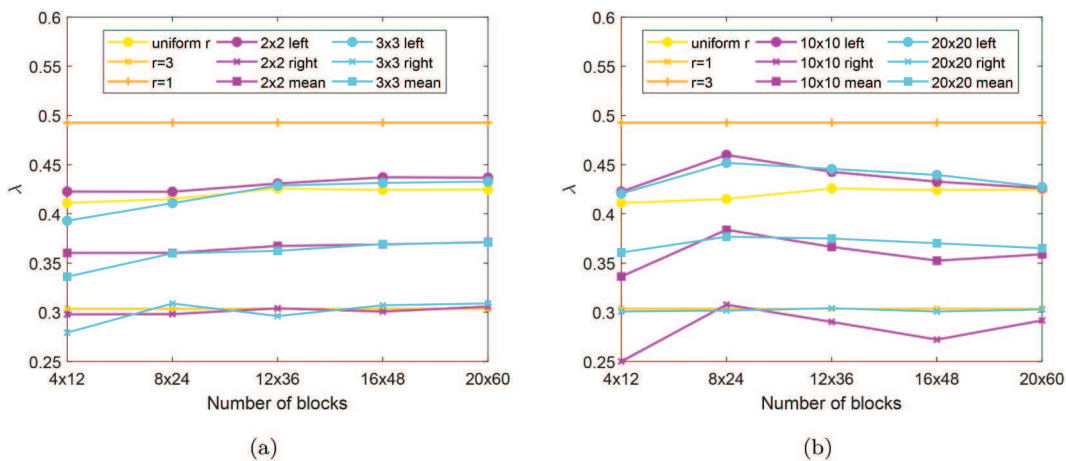 0.6
0.55
0.5
0.45
0.4
0.35
0.3
0.25
λ
uniform r 2x2 left 3x3 left
r=3 2x2 right 3x3 right
r=1 2x2 mean 3x3 mean
4x12 8x24 12x36 16x48 20x60
Number of blocks
(a)
0.6
0.55
0.5
0.45
0.4
0.35
0.3
0.25
λ
uniform r 10x10 left 20x20 left
r=1 10x10 right 20x20 right
r=3 10x10 mean 20x20 mean
4x12 8x24 12x36 16x48 20x60
Number of blocks
(b)